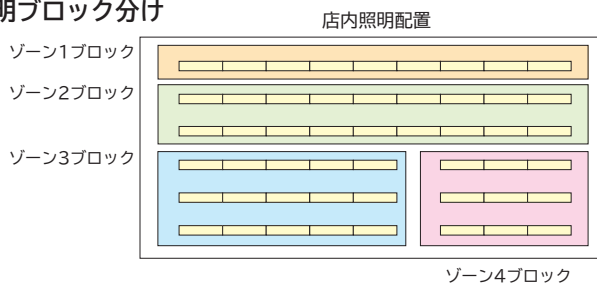 明ブロック分け
店内照明配置
ゾーン1ブロック
ゾーン2ブロック
ゾーン3ブロック
ゾーン4ブロック